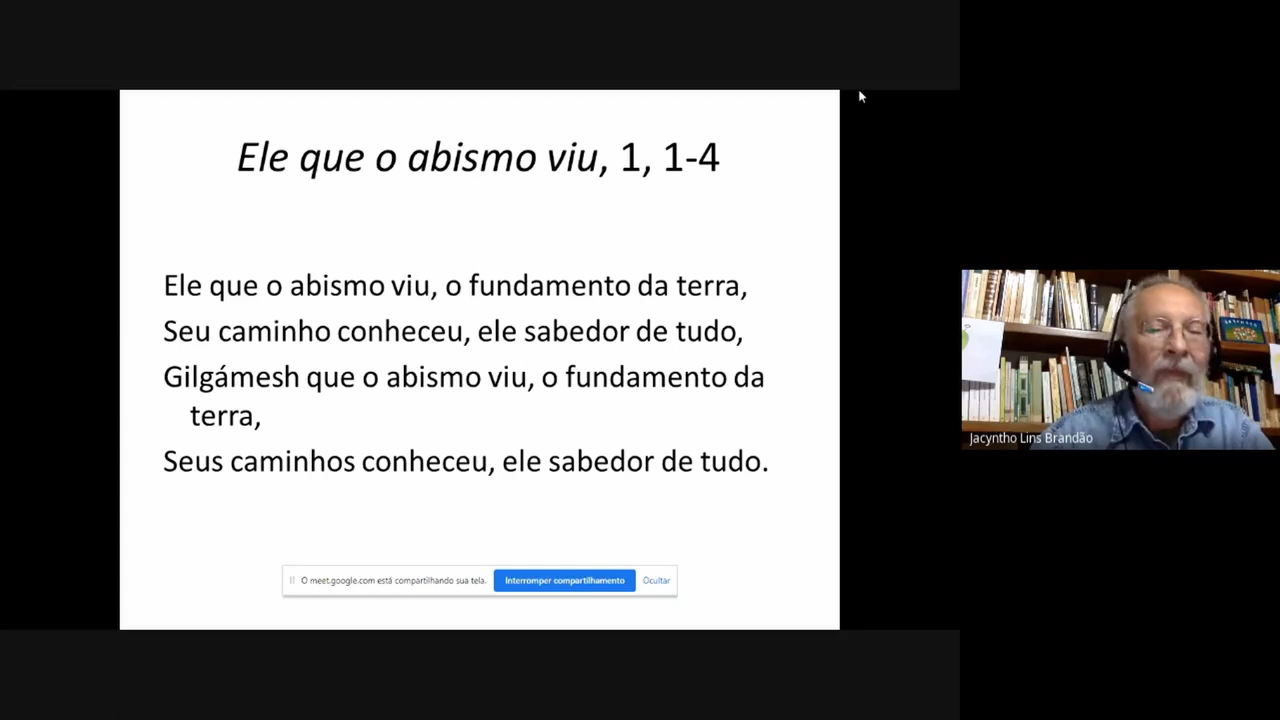 Ele que o abismo viu, 1, 1-4
Ele que o abismo viu, o fundamento da terra,
Seu caminho conheceu, ele sabedor de tudo,
Gilgámesh que o abismo viu, o fundamento da
terra,
Seus caminhos conheceu, ele sabedor de tudo.
O meet.google.com está compartilhando sua tela.
Interromper compartilhamento
Ocultar
Jacyntho Lins Brandão